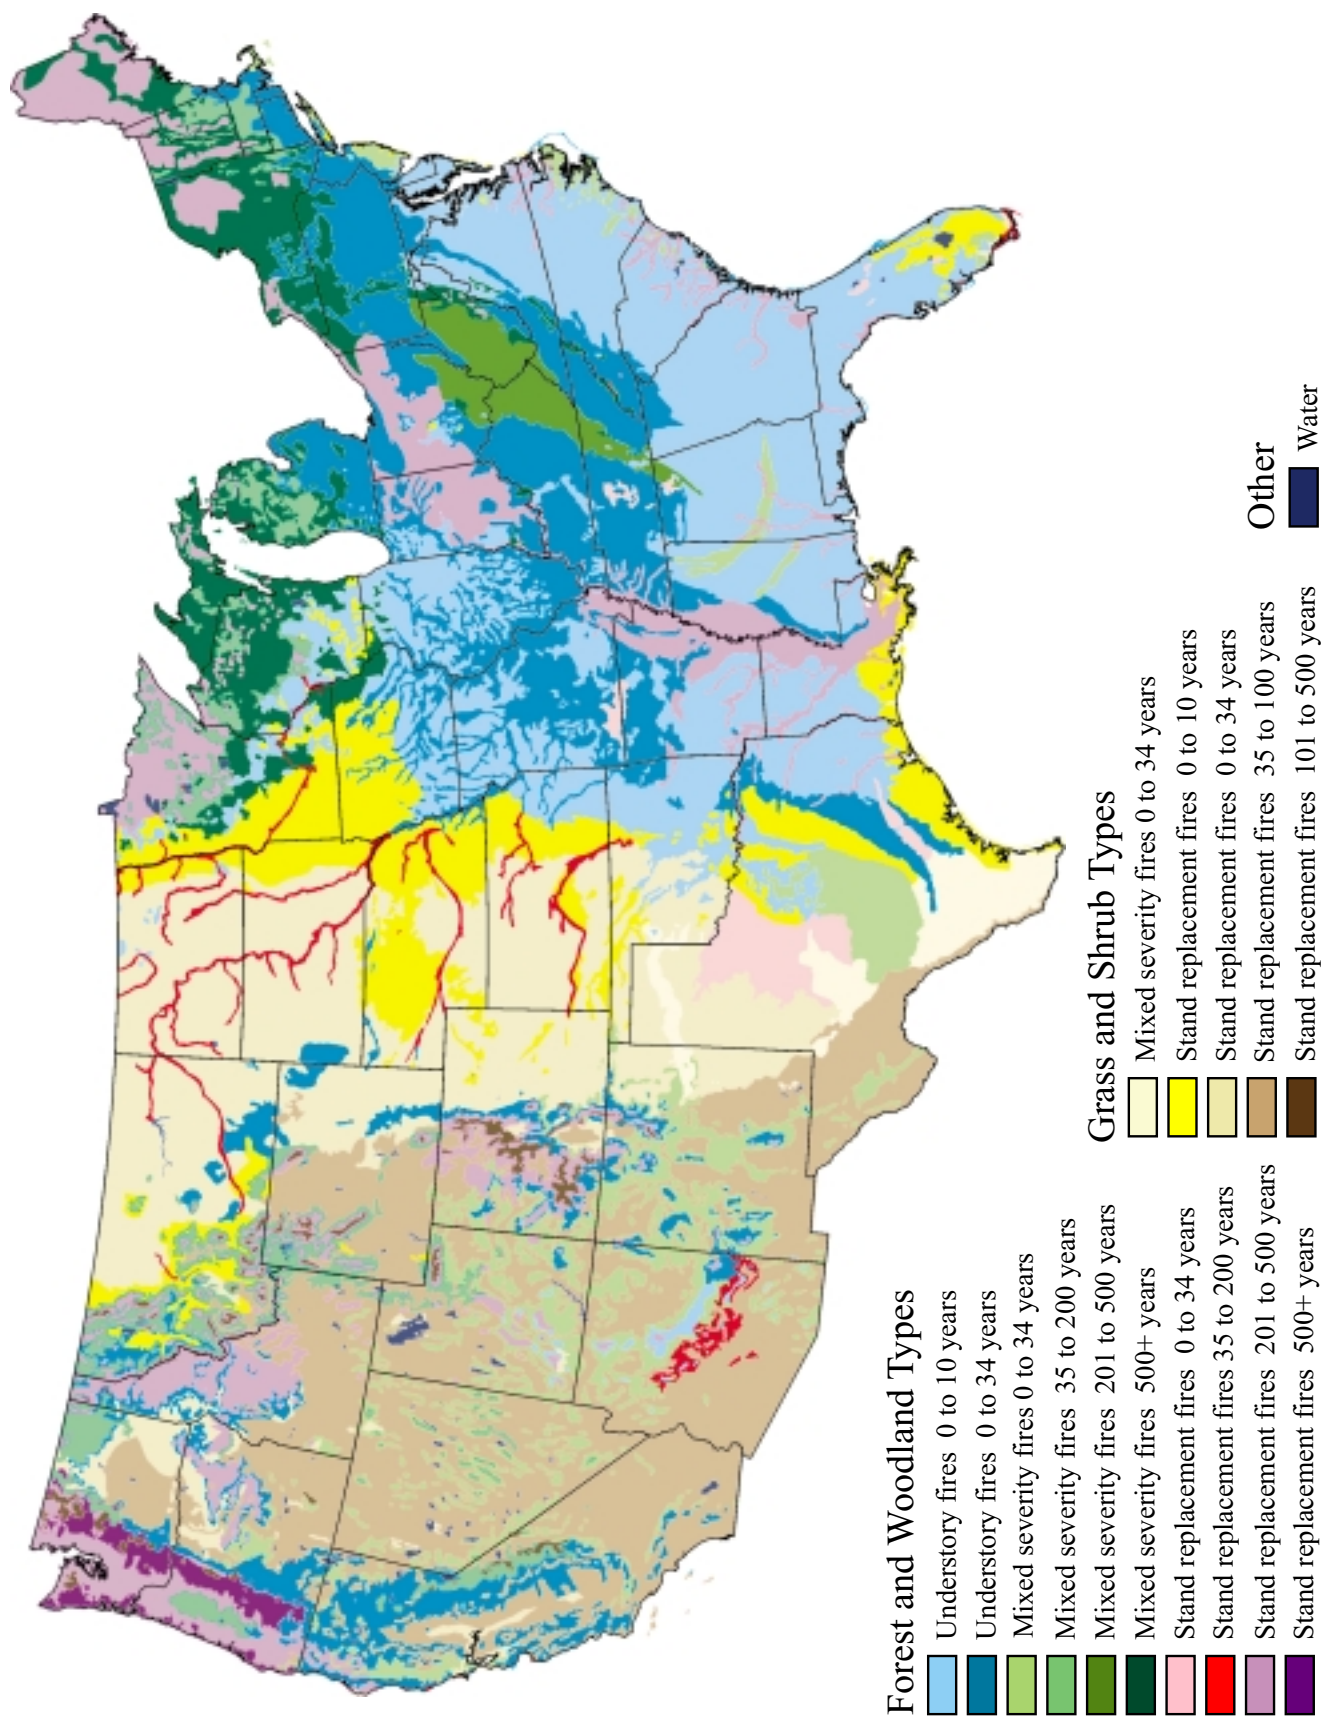 Forest and Woodland Types
Understory fires 0 to 10 years
Understory fires 0 to 34 years
Mixed severity fires 0 to 34 years
Mixed severity fires 35 to 200 years
Mixed severity fires 201 to 500 years
Mixed severity fires 500+ years
Stand replacement fires 0 to 34 years
Stand replacement fires 35 to 200 years
Stand replacement fires 201 to 500 years
Stand replacement fires 500+ years
Grass and Shrub Types
Mixed severity fires 0 to 34 years
Stand replacement fires 0 to 10 years
Stand replacement fires 0 to 34 years
Stand replacement fires 35 to 100 years
Stand replacement fires 101 to 500 years
Other
Water